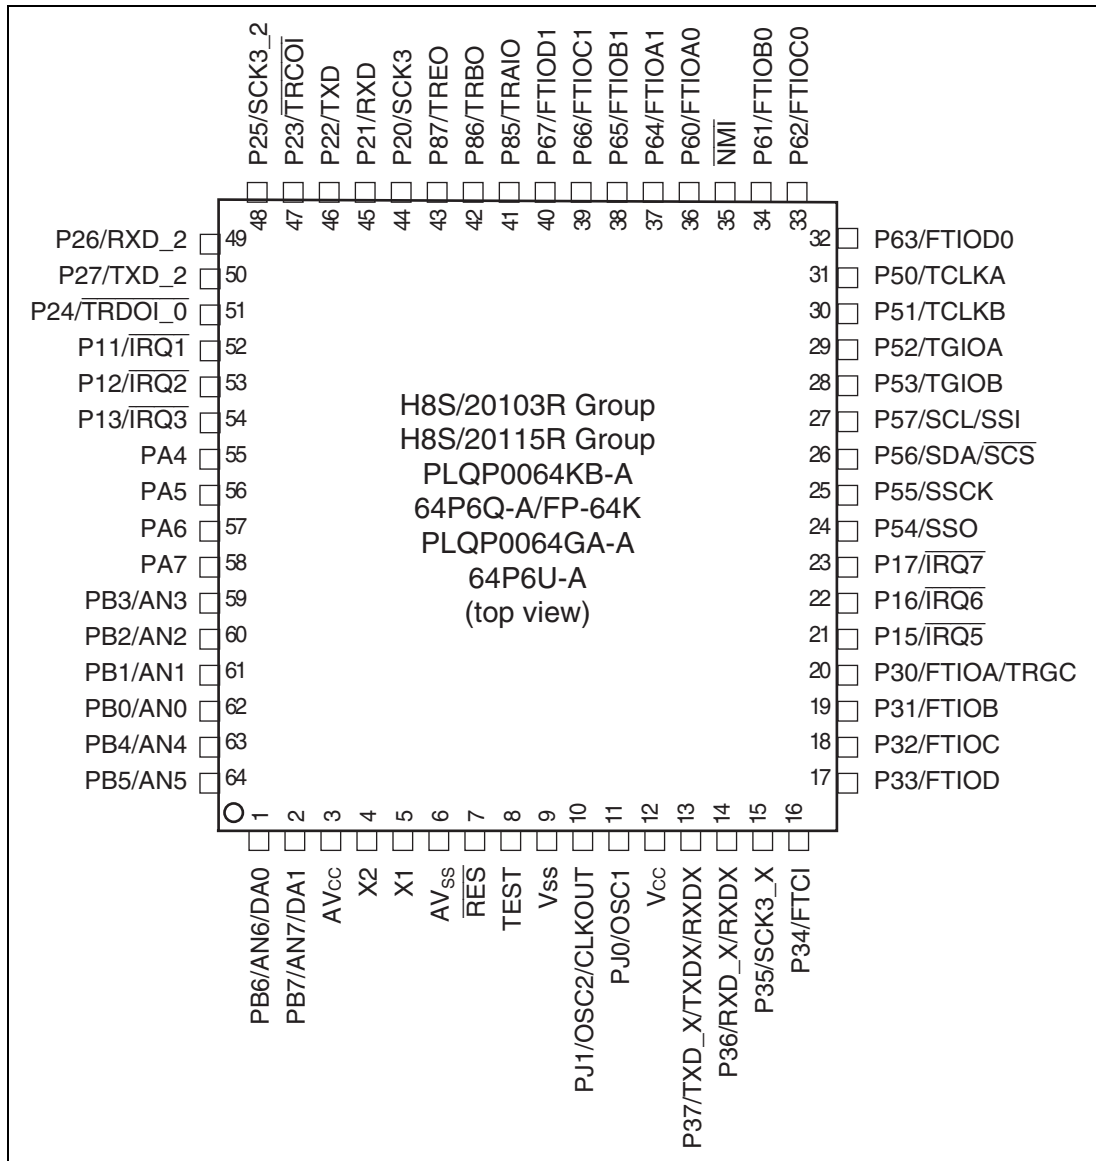 P25/SCK3_2
P23/TRCOI
P22/TXD
P21/RXD
P20/SCK3
P87/TREO
P86/TRBO
P85/TRAIO
P67/FTIOD1
P66/FTIOC1
P65/FTIOB1
P64/FTIOA1
P60/FTIOA0
NMI
P61/FTIOB0
P62/FTIOC0
48 47 46 45 44 43 42 41 40 39 38 37 36 35 34 33
P26/RXD_2 49
P27/TXD_2 50
P24/TRDOI_0 51
P11/IRQ1 52
P12/IRQ2 53
P13/IRQ3 54
PA4 55
PA5 56
PA6 57
PA7 58
PB3/AN3 59
PB2/AN2 60
PB1/AN1 61
PB0/AN0 62
PB4/AN4 63
PB5/AN5 64
H8S/20103R Group
H8S/20115R Group
PLQP0064KB-A
64P6Q-A/FP-64K
PLQP0064GA-A
64P6U-A
(top view)
32 P63/FTIOD0
31 P50/TCLKA
30 P51/TCLKB
29 P52/TGIOA
28 P53/TGIOB
27 P57/SCL/SSI
26 P56/SDA/SCS
25 P55/SSCK
24 P54/SSO
23 P17/IRQ7
22 P16/IRQ6
21 P15/IRQ5
20 P30/FTIOA/TRGC
19 P31/FTIOB
18 P32/FTIOC
17 P33/FTIOD
1 2 3 4 5 6 7 8 9 10 11 12 13 14 15 16
PB6/AN6/DA0
PB7/AN7/DA1
AVcc
X2
X1
AVss
RES
TEST
Vss
PJ1/OSC2/CLKOUT
PJ0/OSC1
Vcc
P37/TXD_X/TXDX/RXDX
P36/RXD_X/RXDX
P35/SCK3_X
P34/FTCI